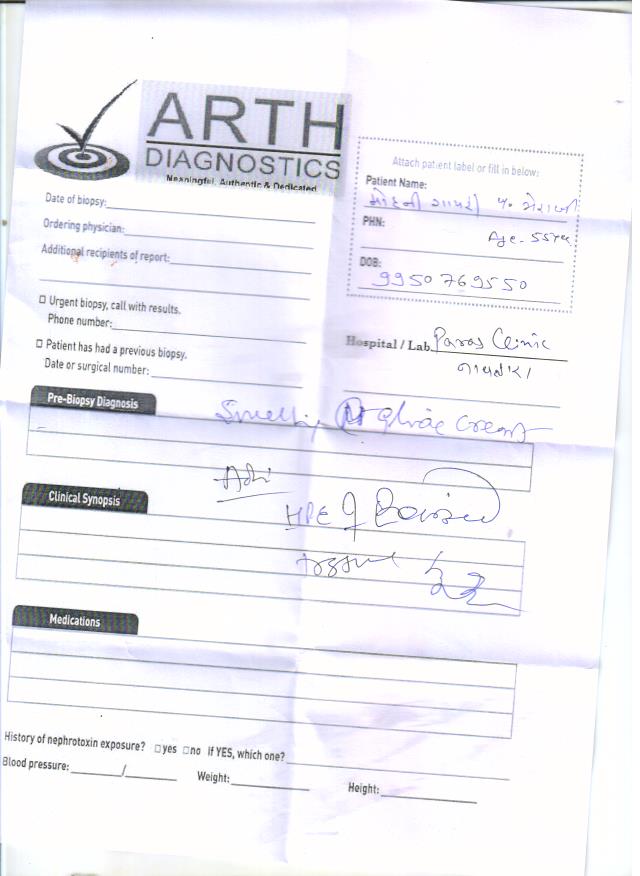 ARTH
DIAGNOSTICS
Meaningful, Authentic & Dedicated
Attach patient label or fill in below:
Patient Name:
PHN:
Age - 55
DOB:
9950769550
Date of biopsy:
Ordering physician:
Additional recipients of report:
☐ Urgent biopsy, call with results.
Phone number:
☐ Patient has had a previous biopsy.
Date or surgical number:
Hospital / Lab. Paras Clinic
Pre-Biopsy Diagnosis
Clinical Synopsis
HPE
Medications
History of nephrotoxin exposure? ☐ yes ☐ no If YES, which one?
Blood pressure: / Weight: Height: